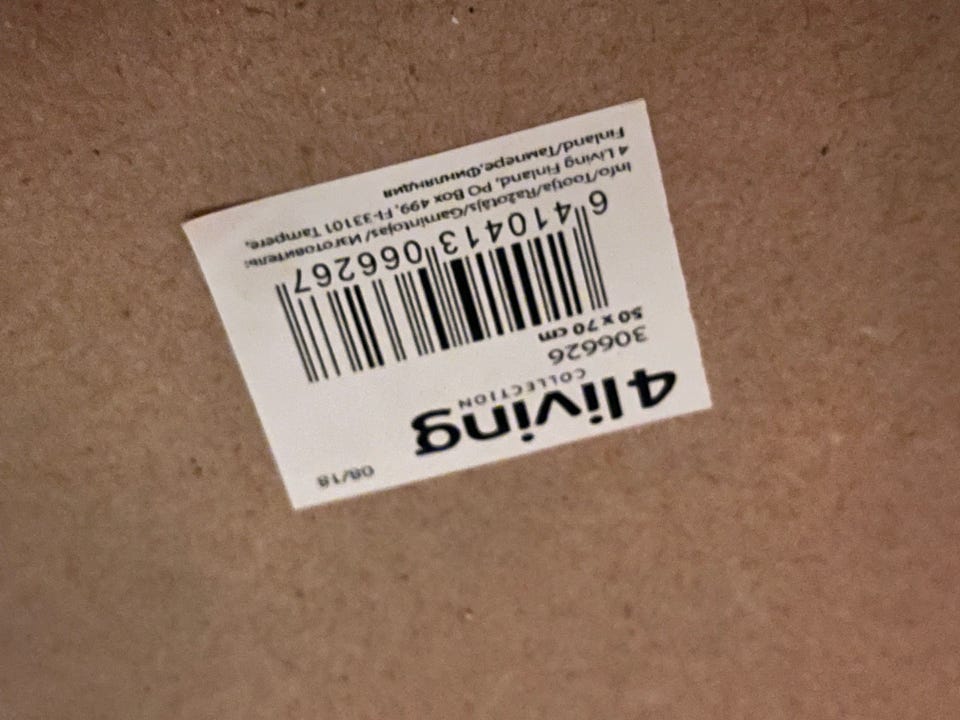 4living
COLLECTION
08/18
306626
50 x 70 cm
6 410413 066267
Info/Tootja/Ražotājs/Gamintojas/Изготовитель:
4 Living Finland, PO Box 499, FI-33101 Tampere,
Finland/Тампере,Финляндия